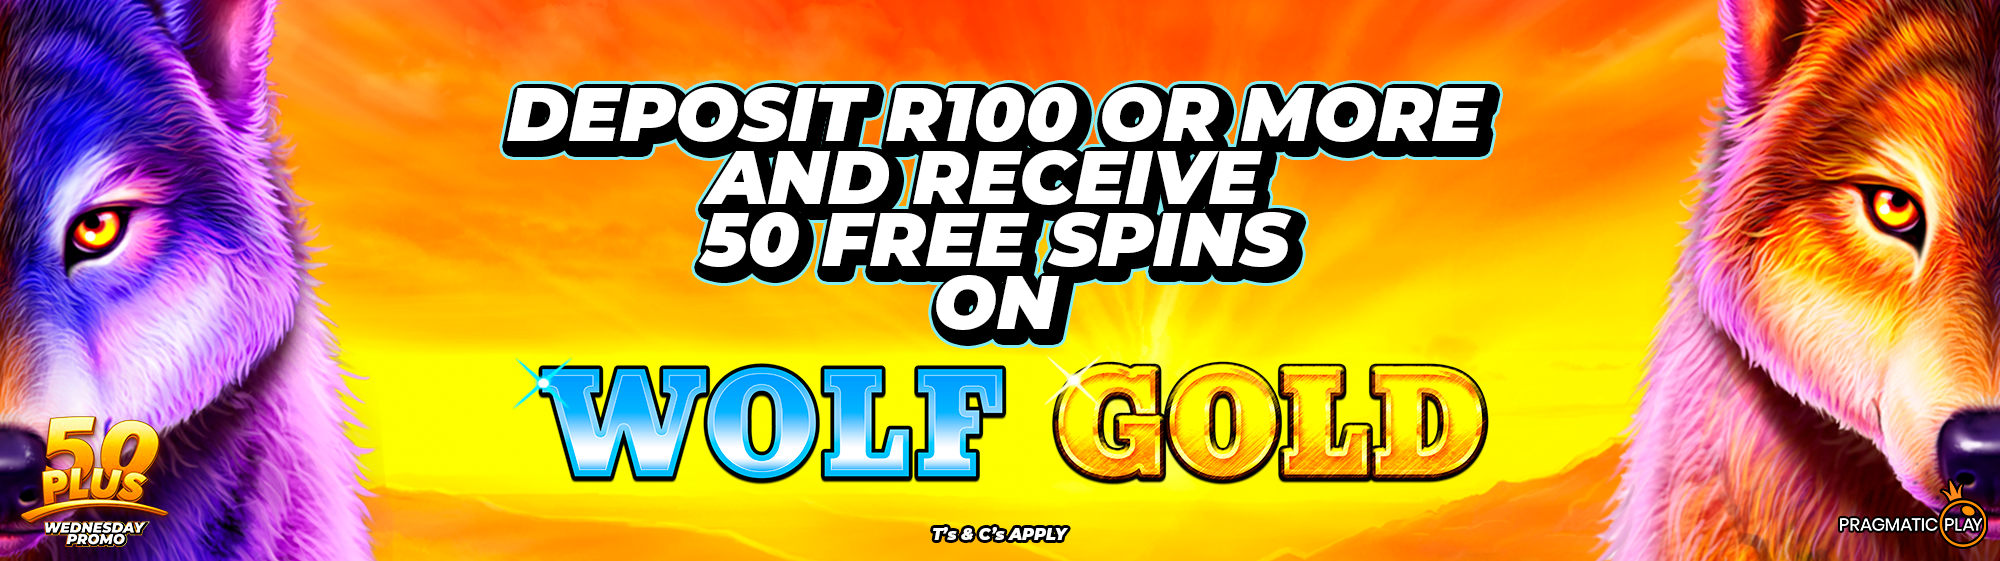 DEPOSIT R100 OR MORE
AND RECEIVE
50 FREE SPINS
ON
WOLF GOLD
50
PLUS
WEDNESDAY
PROMO
T's & C's APPLY
PRAGMATIC PLAY